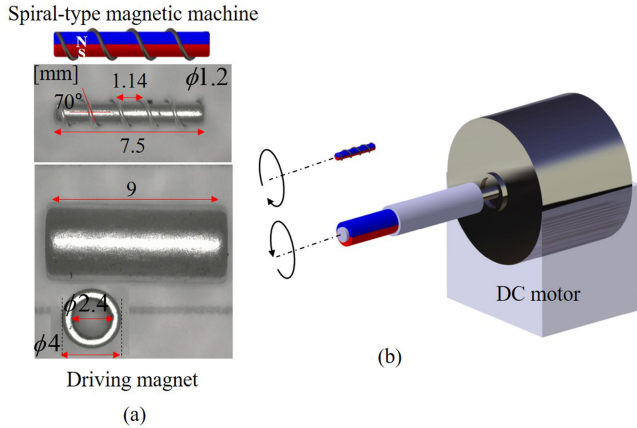 Spiral-type magnetic machine
N
S
[mm]
1.14
ϕ1.2
70°
7.5
9
ϕ2.4
ϕ4
Driving magnet
(a)
DC motor
(b)